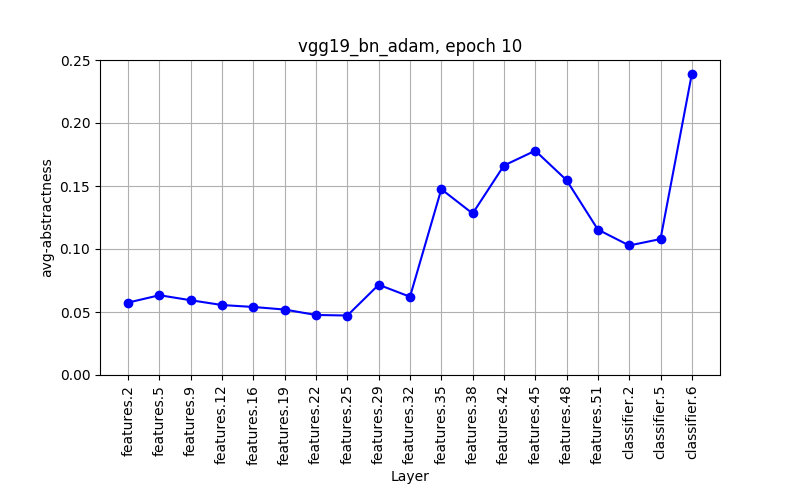 vgg19_bn_adam, epoch 10
avg-abstractness
0.25
0.20
0.15
0.10
0.05
0.00
features.2
features.5
features.9
features.12
features.16
features.19
features.22
features.25
features.29
features.32
features.35
features.38
features.42
features.45
features.48
features.51
classifier.2
classifier.5
classifier.6
Layer